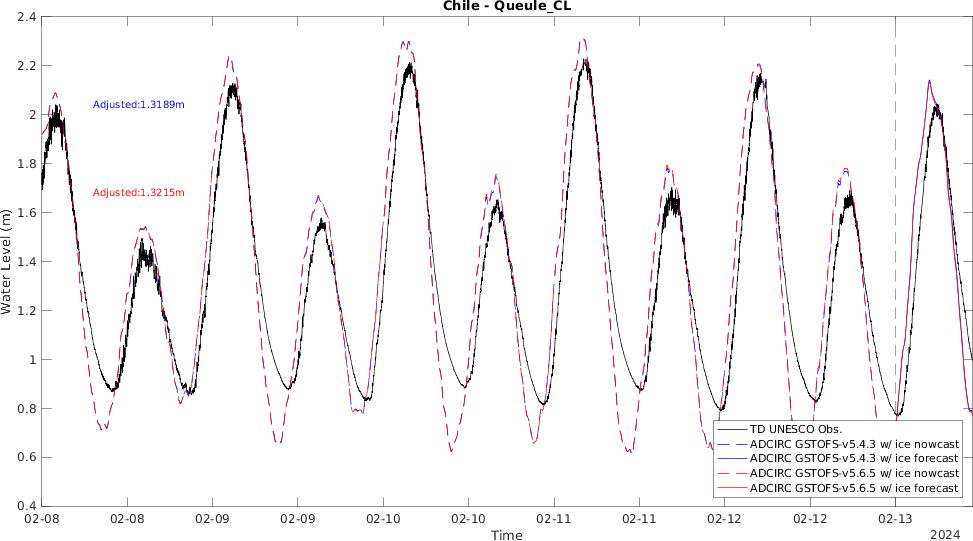 Chile - Queule_CL
2.4
2.2
2
1.8
1.6
1.4
1.2
1
0.8
0.6
0.4
Water Level (m)
Adjusted:1.3189m
Adjusted:1.3215m
TD UNESCO Obs.
ADCIRC GSTOFS-v5.4.3 w/ ice nowcast
ADCIRC GSTOFS-v5.4.3 w/ ice forecast
ADCIRC GSTOFS-v5.6.5 w/ ice nowcast
ADCIRC GSTOFS-v5.6.5 w/ ice forecast
02-08 02-08 02-09 02-09 02-10 02-10 02-11 02-11 02-12 02-12 02-13
Time
2024